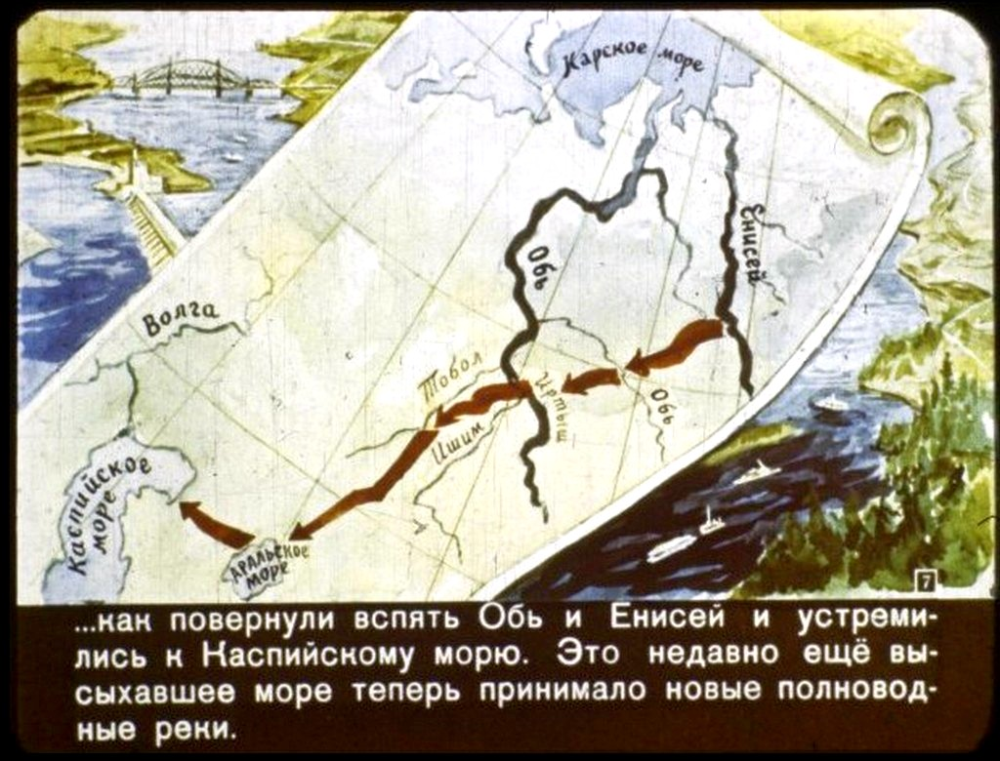 Карское море
Енисей
Обь
Волга
Тобол
Иртыш
Обь
Ишим
Каспийское
море
Аральское
море
7
...как повернули вспять Обь и Енисей и устреми-
лись к Каспийскому морю. Это недавно ещё вы-
сыхавшее море теперь принимало новые полновод-
ные реки.